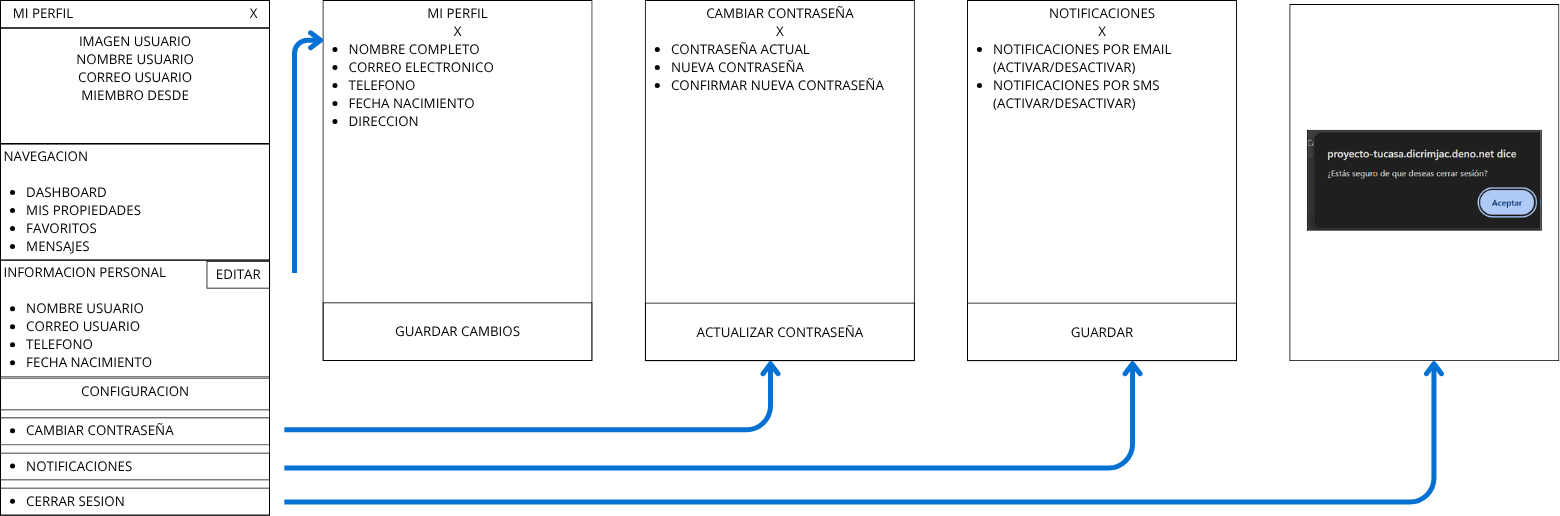 MI PERFIL X
IMAGEN USUARIO
NOMBRE USUARIO
CORREO USUARIO
MIEMBRO DESDE
NAVEGACION
• DASHBOARD
• MIS PROPIEDADES
• FAVORITOS
• MENSAJES
INFORMACION PERSONAL EDITAR
• NOMBRE USUARIO
• CORREO USUARIO
• TELEFONO
• FECHA NACIMIENTO
CONFIGURACION
• CAMBIAR CONTRASEÑA
• NOTIFICACIONES
• CERRAR SESION
MI PERFIL
X
• NOMBRE COMPLETO
• CORREO ELECTRONICO
• TELEFONO
• FECHA NACIMIENTO
• DIRECCION
GUARDAR CAMBIOS
CAMBIAR CONTRASEÑA
X
• CONTRASEÑA ACTUAL
• NUEVA CONTRASEÑA
• CONFIRMAR NUEVA CONTRASEÑA
ACTUALIZAR CONTRASEÑA
NOTIFICACIONES
X
• NOTIFICACIONES POR EMAIL
(ACTIVAR/DESACTIVAR)
• NOTIFICACIONES POR SMS
(ACTIVAR/DESACTIVAR)
GUARDAR
proyecto-tucasa.dicrimjac.deno.net dice
¿Estás seguro de que deseas cerrar sesión?
Aceptar